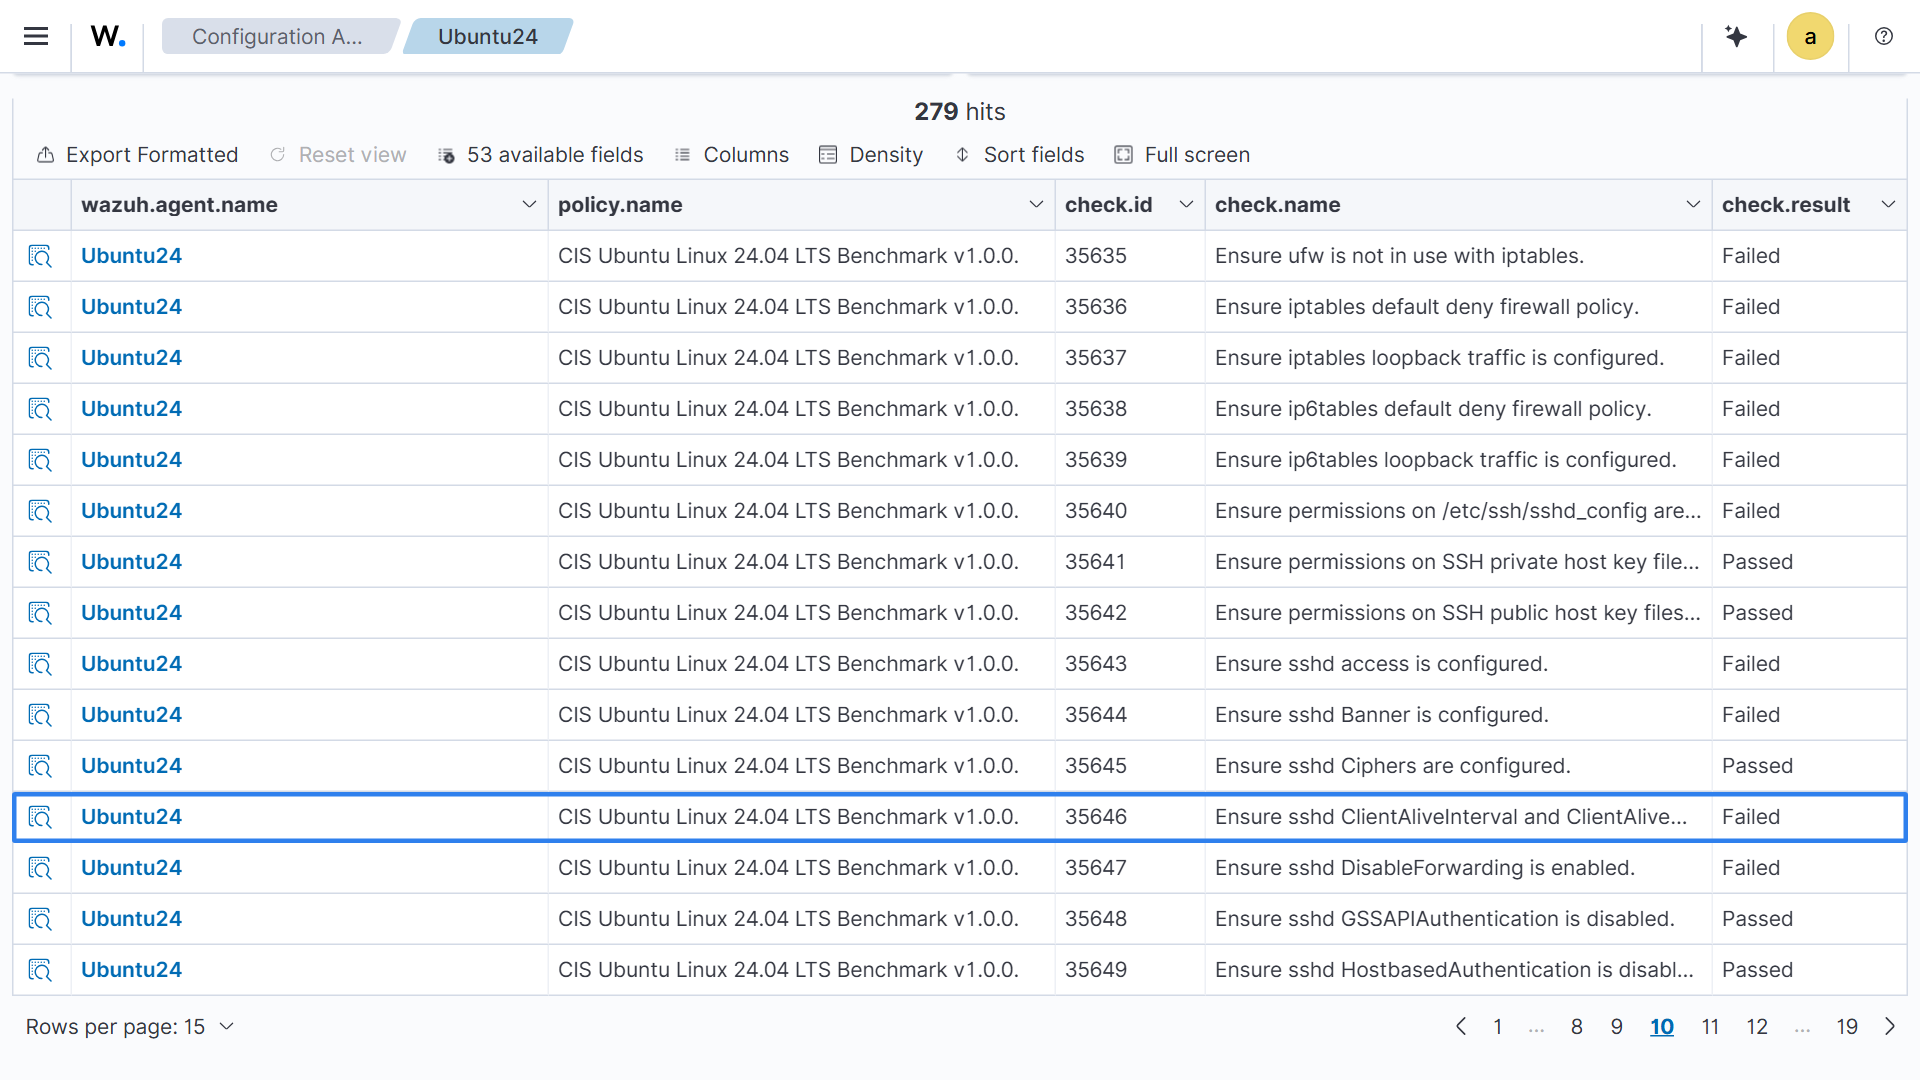 W.
Configuration A...
Ubuntu24
a
279 hits
Export Formatted
Reset view
53 available fields
Columns
Density
Sort fields
Full screen
wazuh.agent.name policy.name check.id check.name check.result
Ubuntu24 CIS Ubuntu Linux 24.04 LTS Benchmark v1.0.0. 35635 Ensure ufw is not in use with iptables. Failed
Ubuntu24 CIS Ubuntu Linux 24.04 LTS Benchmark v1.0.0. 35636 Ensure iptables default deny firewall policy. Failed
Ubuntu24 CIS Ubuntu Linux 24.04 LTS Benchmark v1.0.0. 35637 Ensure iptables loopback traffic is configured. Failed
Ubuntu24 CIS Ubuntu Linux 24.04 LTS Benchmark v1.0.0. 35638 Ensure ip6tables default deny firewall policy. Failed
Ubuntu24 CIS Ubuntu Linux 24.04 LTS Benchmark v1.0.0. 35639 Ensure ip6tables loopback traffic is configured. Failed
Ubuntu24 CIS Ubuntu Linux 24.04 LTS Benchmark v1.0.0. 35640 Ensure permissions on /etc/ssh/sshd_config are... Failed
Ubuntu24 CIS Ubuntu Linux 24.04 LTS Benchmark v1.0.0. 35641 Ensure permissions on SSH private host key file... Passed
Ubuntu24 CIS Ubuntu Linux 24.04 LTS Benchmark v1.0.0. 35642 Ensure permissions on SSH public host key files... Passed
Ubuntu24 CIS Ubuntu Linux 24.04 LTS Benchmark v1.0.0. 35643 Ensure sshd access is configured. Failed
Ubuntu24 CIS Ubuntu Linux 24.04 LTS Benchmark v1.0.0. 35644 Ensure sshd Banner is configured. Failed
Ubuntu24 CIS Ubuntu Linux 24.04 LTS Benchmark v1.0.0. 35645 Ensure sshd Ciphers are configured. Passed
Ubuntu24 CIS Ubuntu Linux 24.04 LTS Benchmark v1.0.0. 35646 Ensure sshd ClientAliveInterval and ClientAlive... Failed
Ubuntu24 CIS Ubuntu Linux 24.04 LTS Benchmark v1.0.0. 35647 Ensure sshd DisableForwarding is enabled. Failed
Ubuntu24 CIS Ubuntu Linux 24.04 LTS Benchmark v1.0.0. 35648 Ensure sshd GSSAPIAuthentication is disabled. Passed
Ubuntu24 CIS Ubuntu Linux 24.04 LTS Benchmark v1.0.0. 35649 Ensure sshd HostbasedAuthentication is disabl... Passed
Rows per page: 15
1 ... 8 9 10 11 12 ... 19